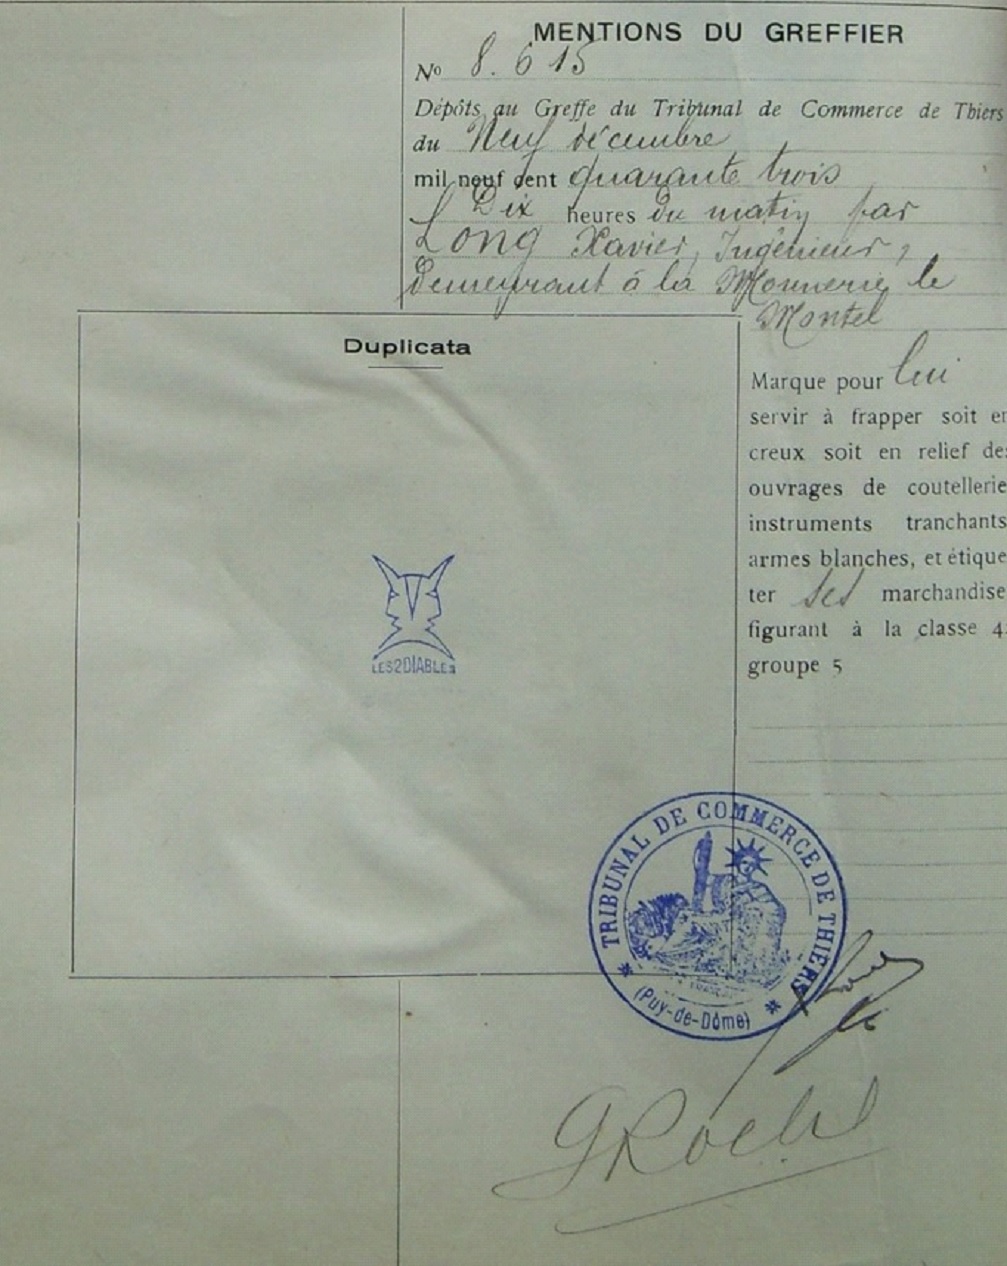 MENTIONS DU GREFFIER
No 8.615
Dépôts au Greffe du Tribunal de Commerce de Thiers
du Neuf décembre
mil neuf cent quarante trois
Dix heures du matin par
Long Xavier, Ingénieur,
demeurant à la Monnerie le
Montel
Duplicata
LES 2 DIABLES
Marque pour lui
servir à frapper soit en
creux soit en relief des
ouvrages de coutellerie
instruments tranchants
armes blanches, et étique
ter ses marchandise
figurant à la classe 4
groupe 5
TRIBUNAL DE COMMERCE DE THIERS
(Puy-de-Dôme)